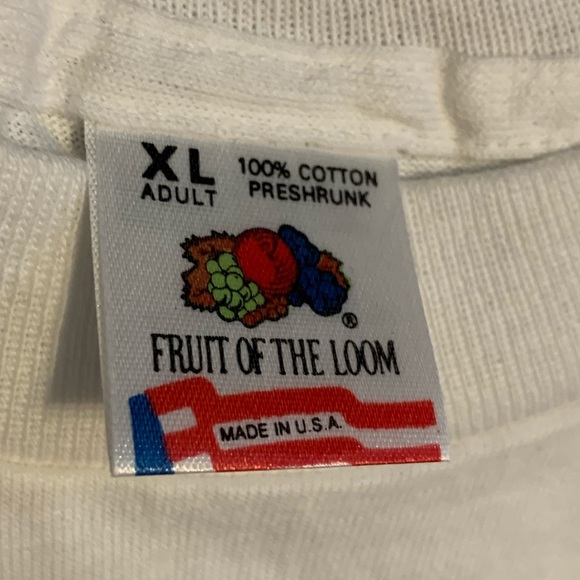 XL
ADULT
100% COTTON
PRESHRUNK
®
FRUIT OF THE LOOM
MADE IN U.S.A.